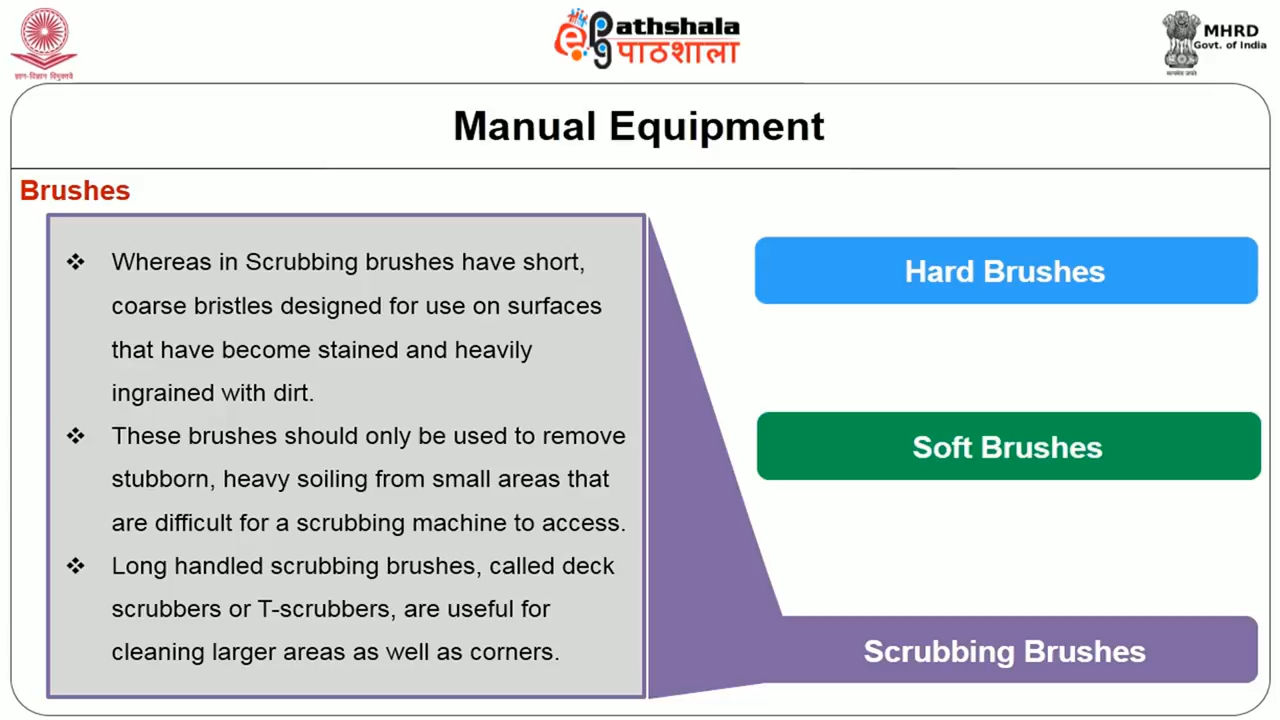 ज्ञान-विज्ञान विमुक्तये
ePathshala
पाठशाला
MHRD
Govt. of India
सत्यमेव जयते
Manual Equipment
Brushes
❖ Whereas in Scrubbing brushes have short,
coarse bristles designed for use on surfaces
that have become stained and heavily
ingrained with dirt.
❖ These brushes should only be used to remove
stubborn, heavy soiling from small areas that
are difficult for a scrubbing machine to access.
❖ Long handled scrubbing brushes, called deck
scrubbers or T-scrubbers, are useful for
cleaning larger areas as well as corners.
Hard Brushes
Soft Brushes
Scrubbing Brushes